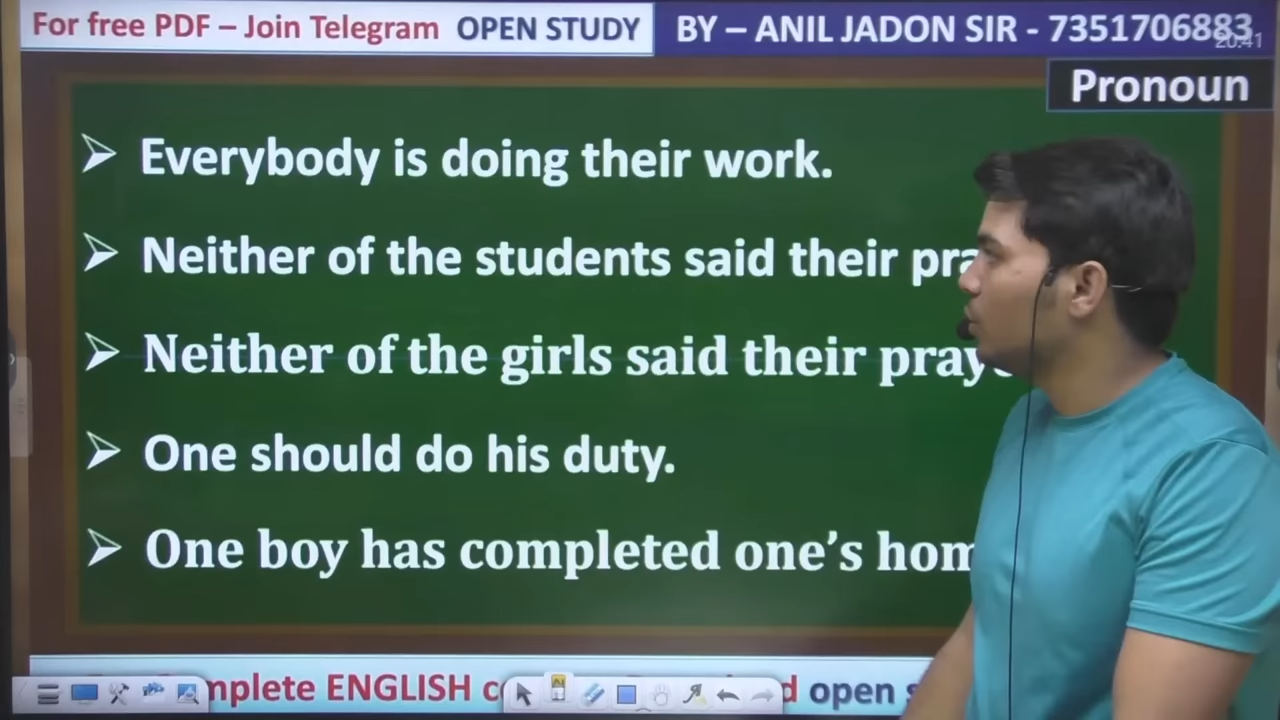 For free PDF – Join Telegram OPEN STUDY BY – ANIL JADON SIR - 7351706883
20:41
Pronoun
➢ Everybody is doing their work.
➢ Neither of the students said their
➢ Neither of the girls said their
➢ One should do his duty.
➢ One boy has completed one’s
ENGLISH open